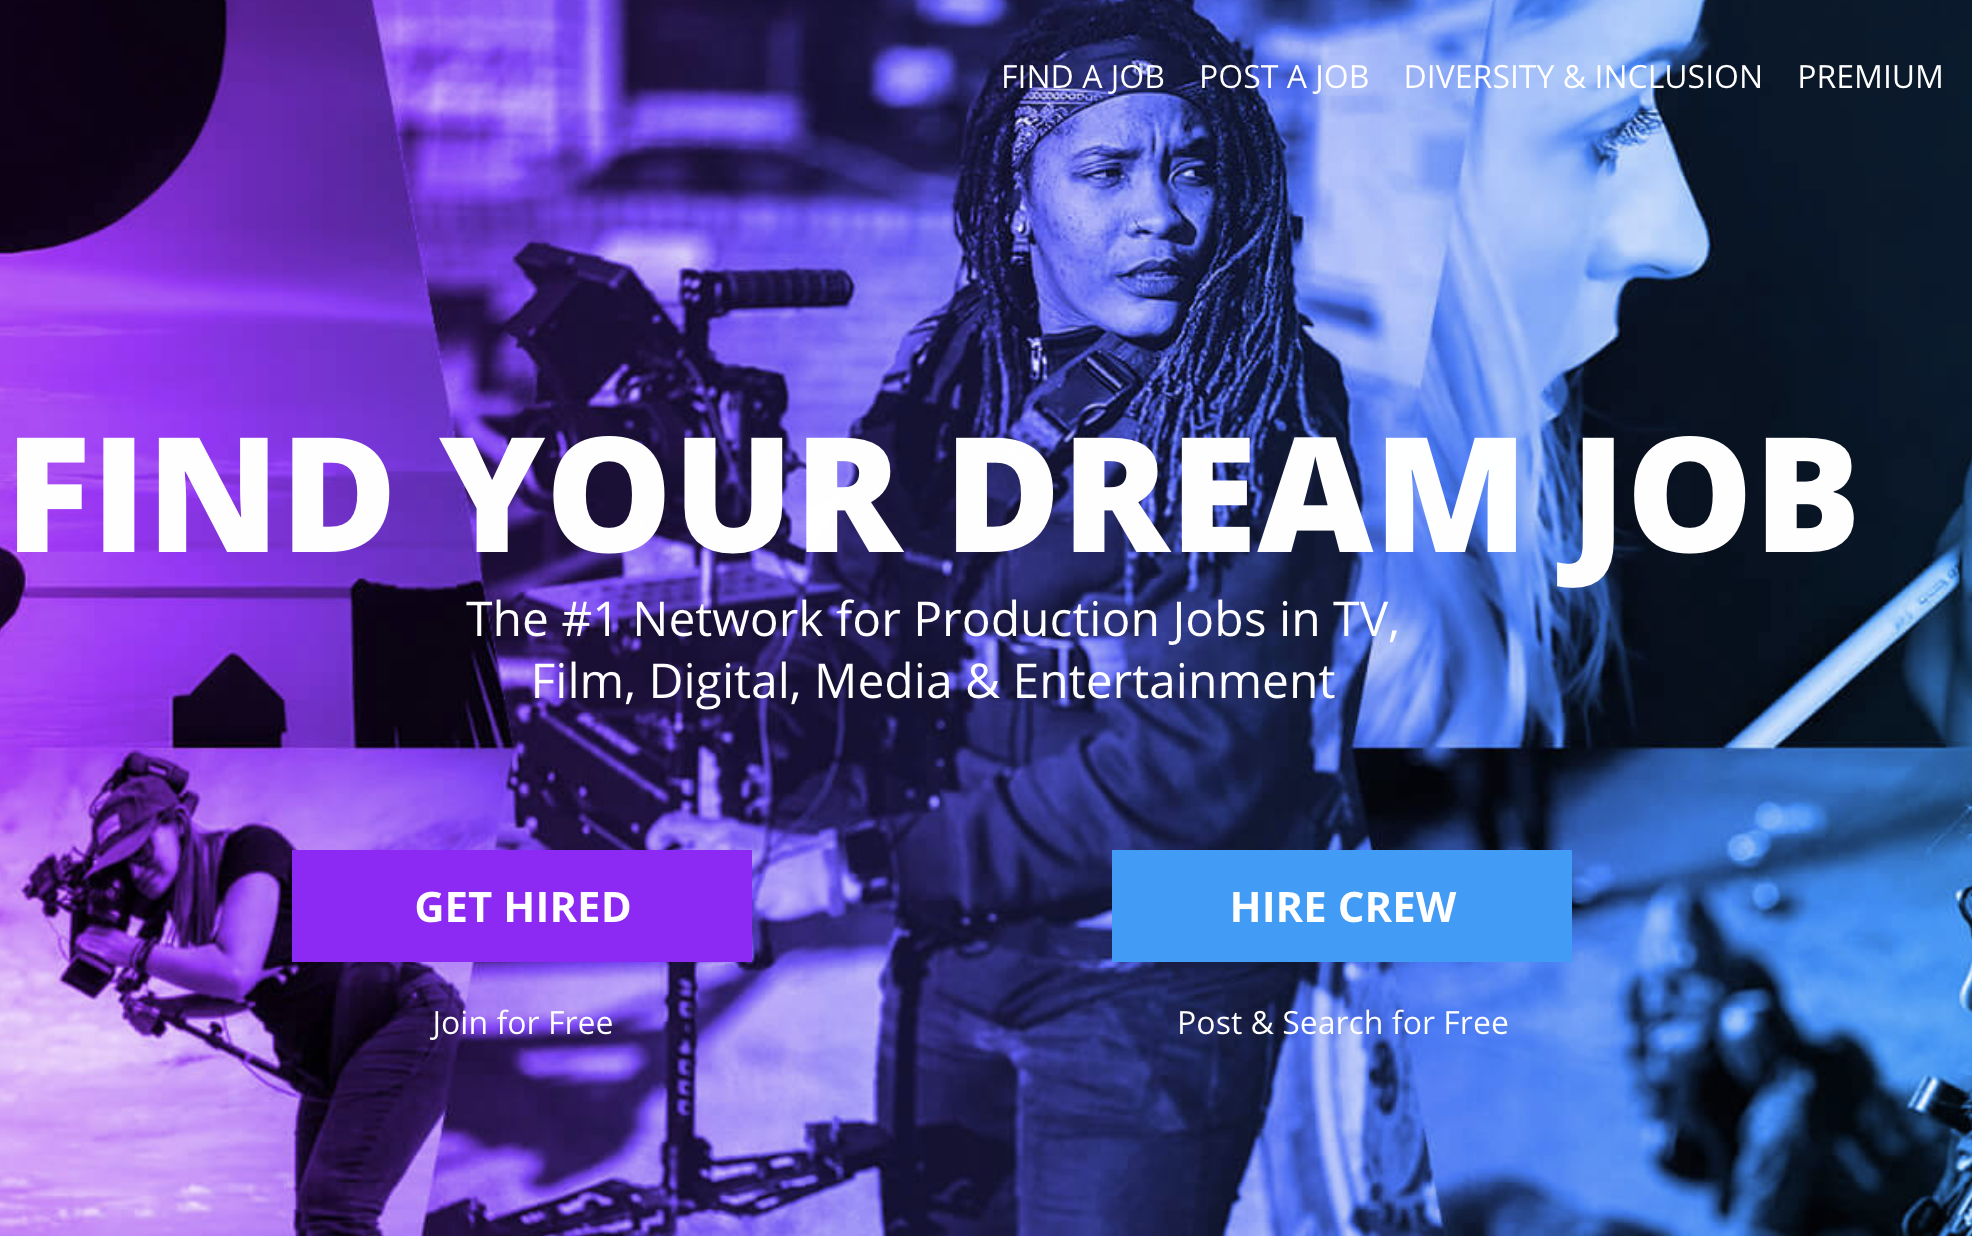 FIND A JOB POST A JOB DIVERSITY & INCLUSION PREMIUM
FIND YOUR DREAM JOB
The #1 Network for Production Jobs in TV,
Film, Digital, Media & Entertainment
GET HIRED HIRE CREW
Join for Free Post & Search for Free